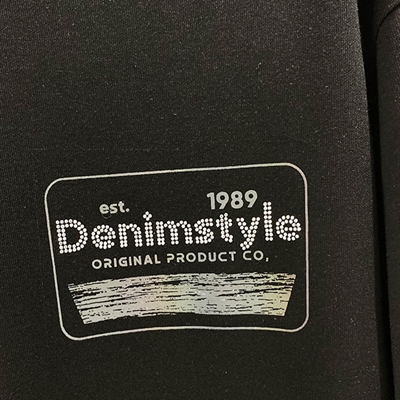 est. 1989
Denimstyle
ORIGINAL PRODUCT CO,